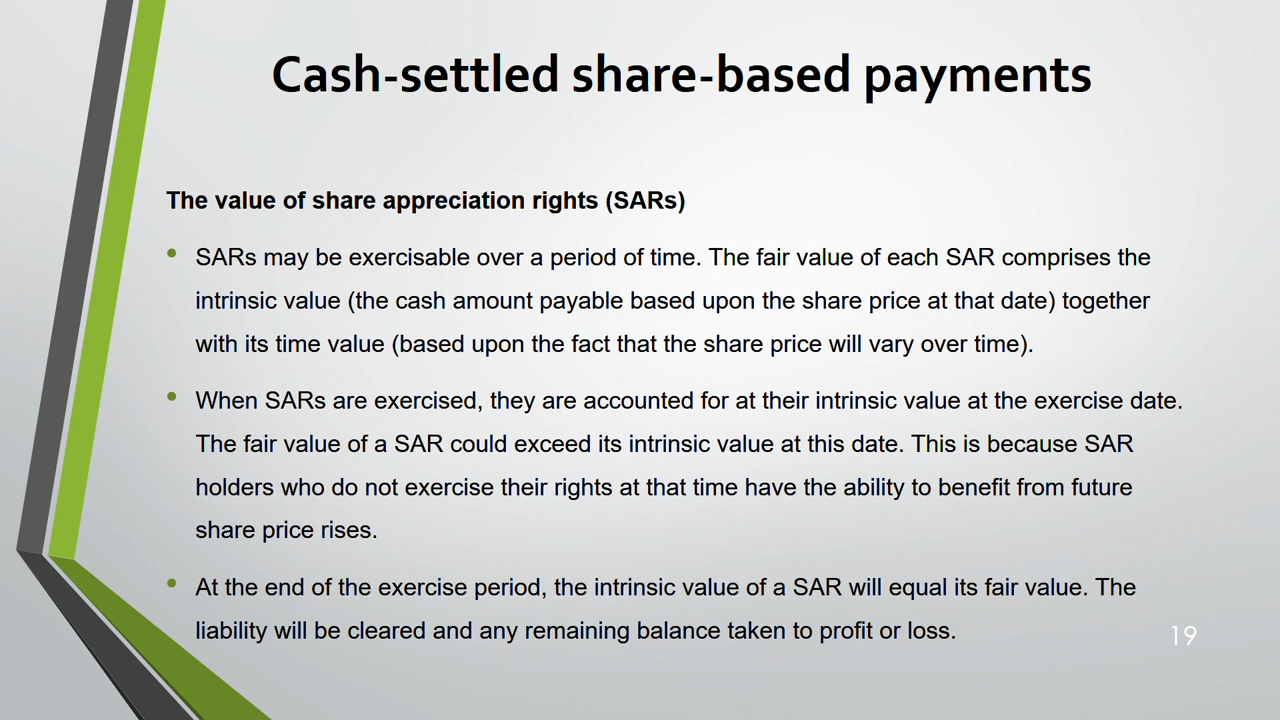 Cash-settled share-based payments
The value of share appreciation rights (SARs)
• SARs may be exercisable over a period of time. The fair value of each SAR comprises the
intrinsic value (the cash amount payable based upon the share price at that date) together
with its time value (based upon the fact that the share price will vary over time).
• When SARs are exercised, they are accounted for at their intrinsic value at the exercise date.
The fair value of a SAR could exceed its intrinsic value at this date. This is because SAR
holders who do not exercise their rights at that time have the ability to benefit from future
share price rises.
• At the end of the exercise period, the intrinsic value of a SAR will equal its fair value. The
liability will be cleared and any remaining balance taken to profit or loss.
19